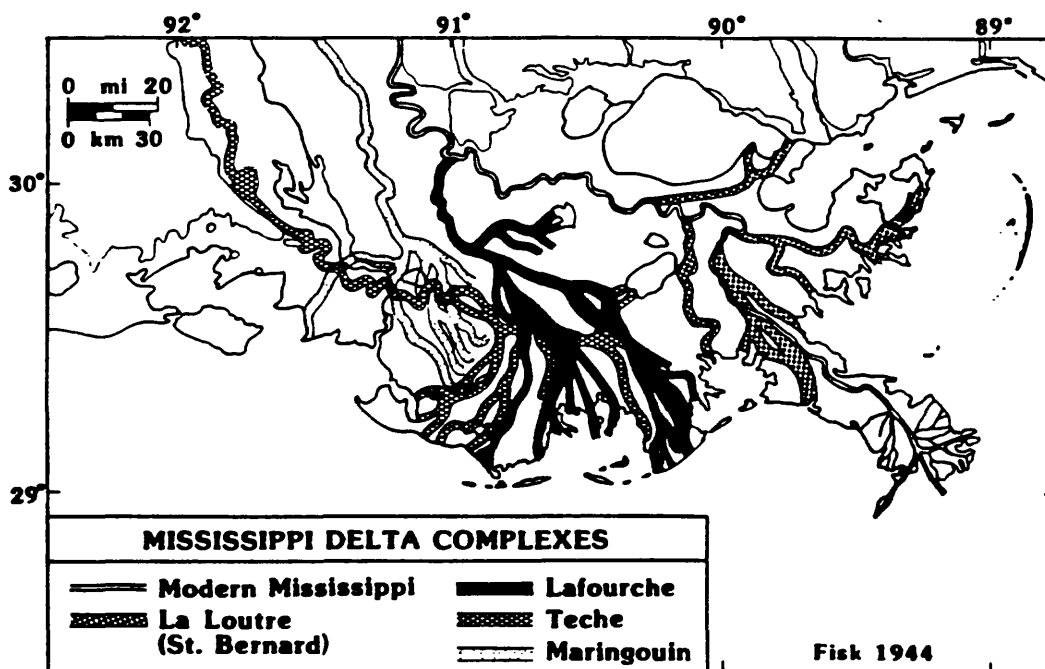 92° 91° 90° 89°
0 mi 20
0 km 30
30°
29°
MISSISSIPPI DELTA COMPLEXES
Modern Mississippi
La Loutre
(St. Bernard)
Lafourche
Teche
Maringouin
Fisk 1944